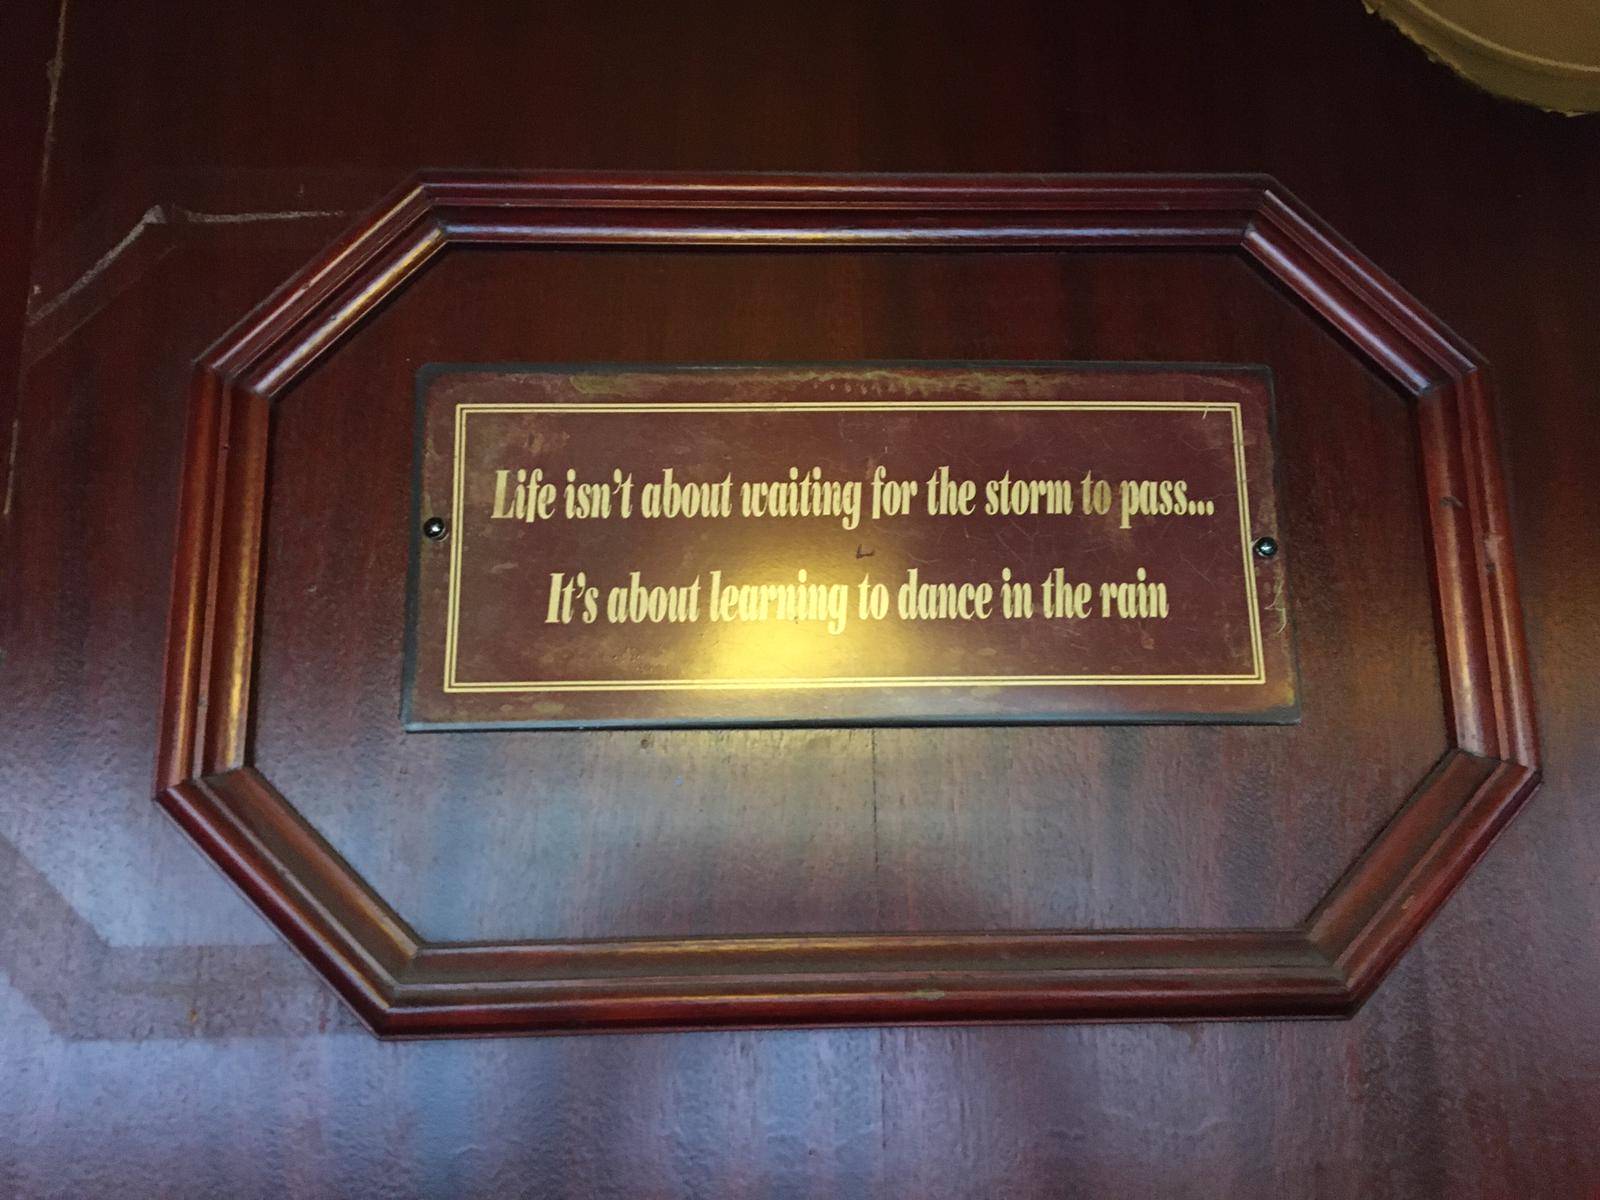 Life isn't about waiting for the storm to pass...
It's about learning to dance in the rain